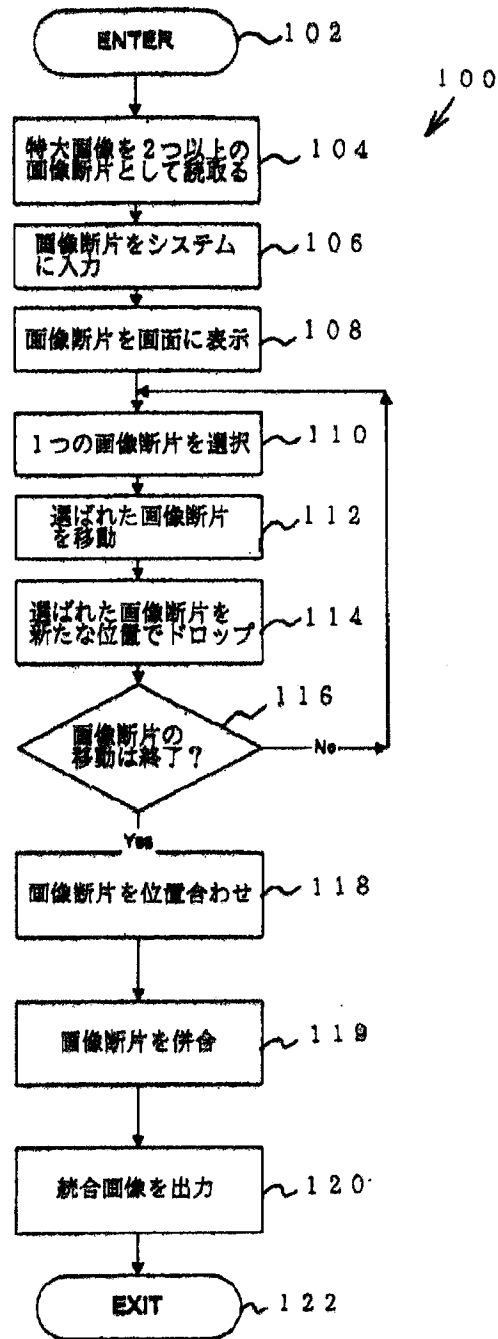 ENTER
102
100
特大画像を2つ以上の
画像断片として読取る
104
画像断片をシステム
に入力
106
画像断片を画面に表示
108
1つの画像断片を選択
110
選ばれた画像断片
を移動
112
選ばれた画像断片を
新たな位置でドロップ
114
画像断片の
移動は終了?
116
No
Yes
画像断片を位置合わせ
118
画像断片を併合
119
統合画像を出力
120
EXIT
122